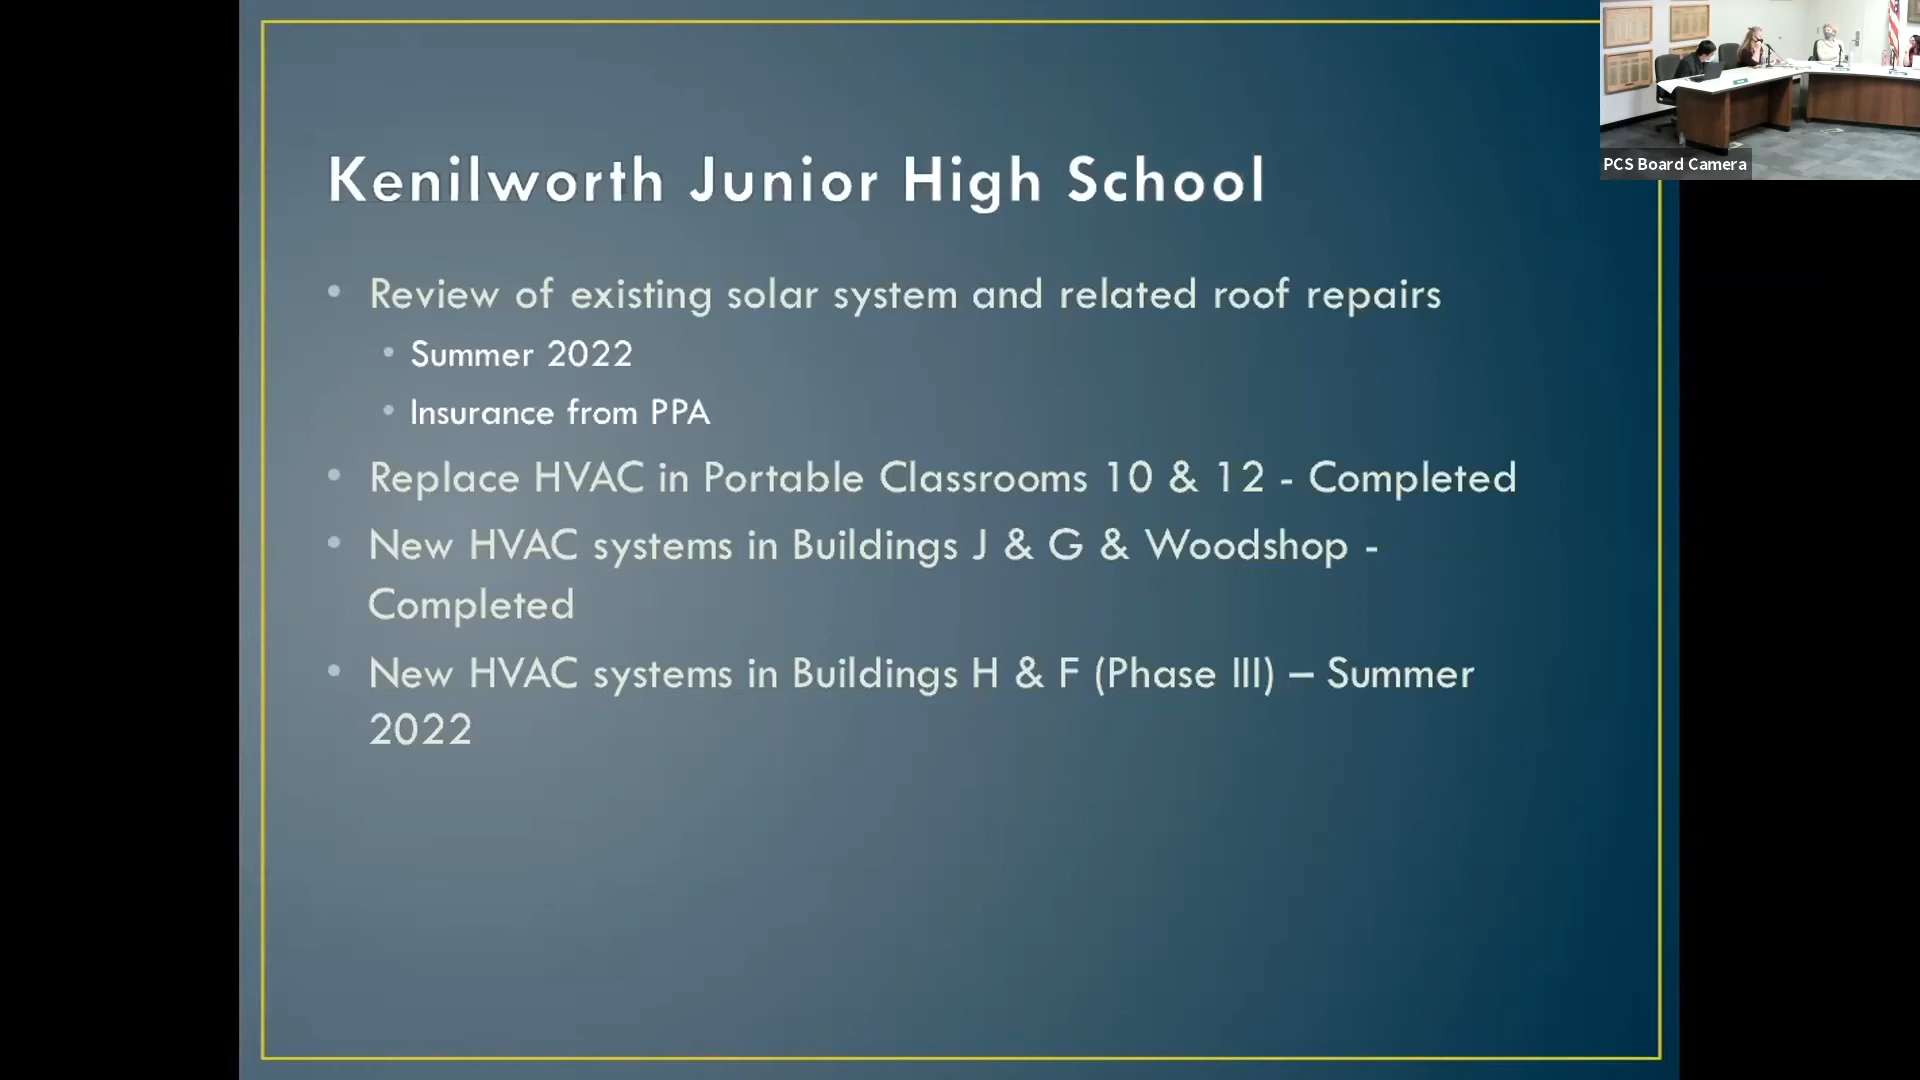 PCS Board Camera
Kenilworth Junior High School
• Review of existing solar system and related roof repairs
• Summer 2022
• Insurance from PPA
• Replace HVAC in Portable Classrooms 10 & 12 - Completed
• New HVAC systems in Buildings J & G & Woodshop -
Completed
• New HVAC systems in Buildings H & F (Phase III) – Summer
2022